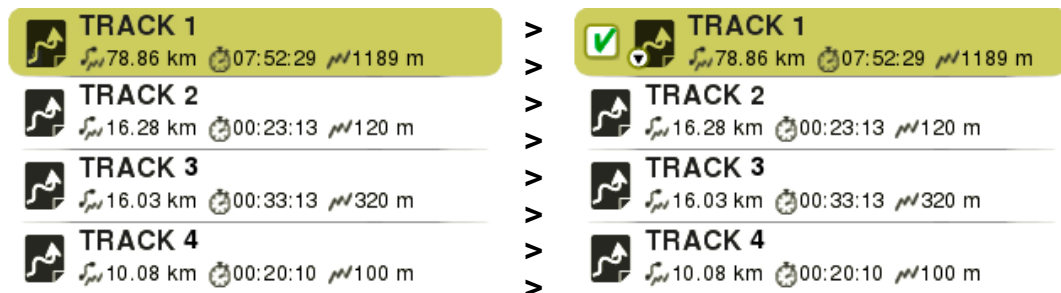 TRACK 1
78.86 km 07:52:29 1189 m
TRACK 2
16.28 km 00:23:13 120 m
TRACK 3
16.03 km 00:33:13 320 m
TRACK 4
10.08 km 00:20:10 100 m
>
>
>
>
>
>
>
>
TRACK 1
78.86 km 07:52:29 1189 m
TRACK 2
16.28 km 00:23:13 120 m
TRACK 3
16.03 km 00:33:13 320 m
TRACK 4
10.08 km 00:20:10 100 m